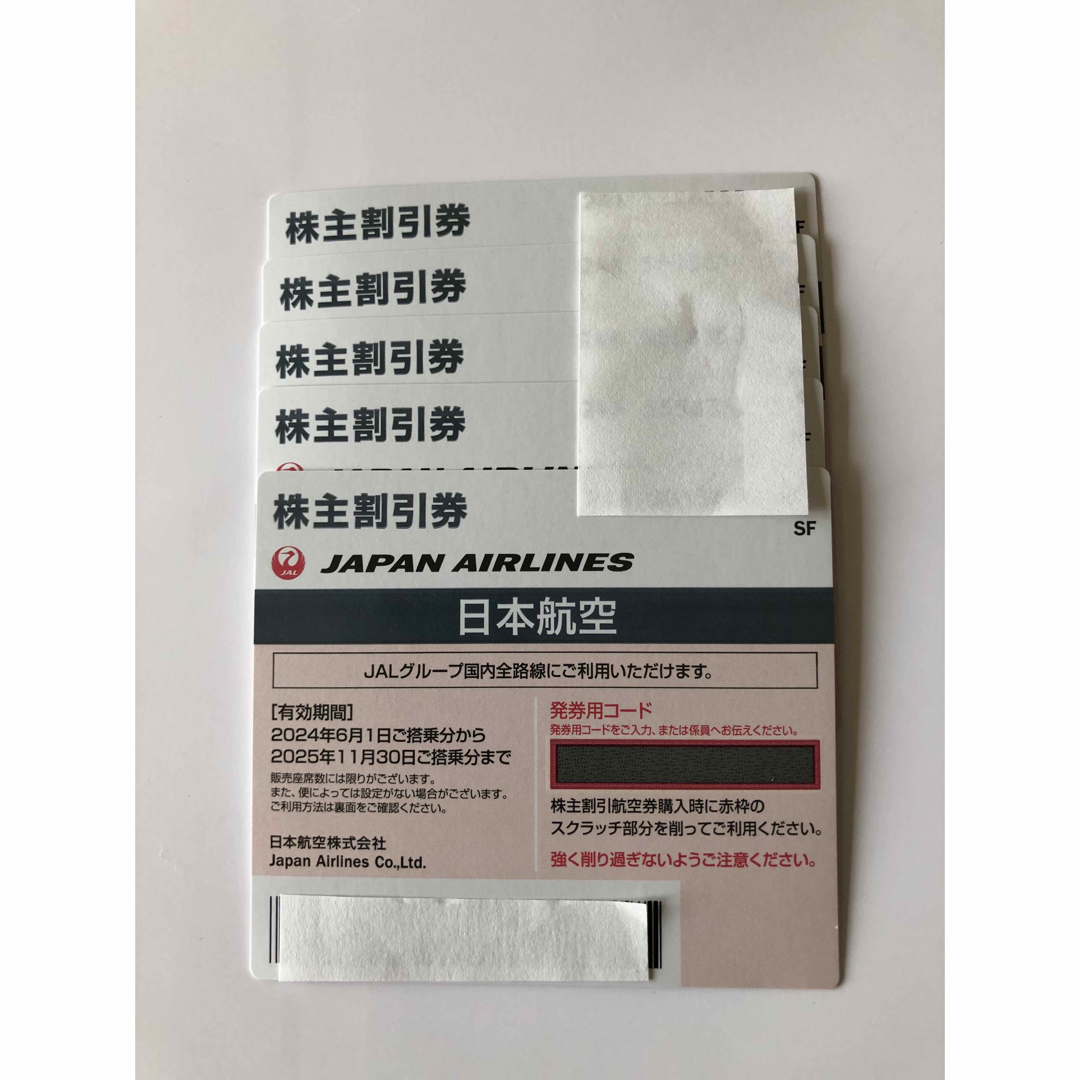 株主割引券
株主割引券
株主割引券
株主割引券
株主割引券
SF
JAL
JAPAN AIRLINES
日本航空
JALグループ国内全路線にご利用いただけます。
[有効期間]
2024年6月1日ご搭乗分から
2025年11月30日ご搭乗分まで
販売座席数には限りがございます。
また、便によっては設定がない場合がございます。
ご利用方法は裏面をご確認ください。
日本航空株式会社
Japan Airlines Co.,Ltd.
発券用コード
発券用コードをご入力、または係員へお伝えください。
株主割引航空券購入時に赤枠の
スクラッチ部分を削ってご利用ください。
強く削り過ぎないようご注意ください。